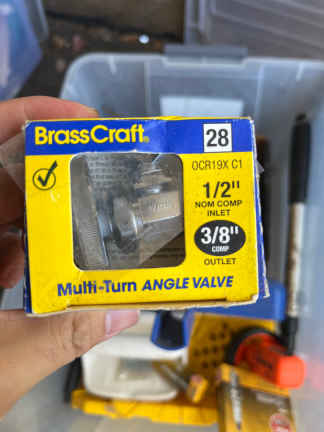 BrassCraft®
28
OCR19X C1
1/2"
NOM COMP
INLET
3/8"
COMP
OUTLET
Multi-Turn ANGLE VALVE